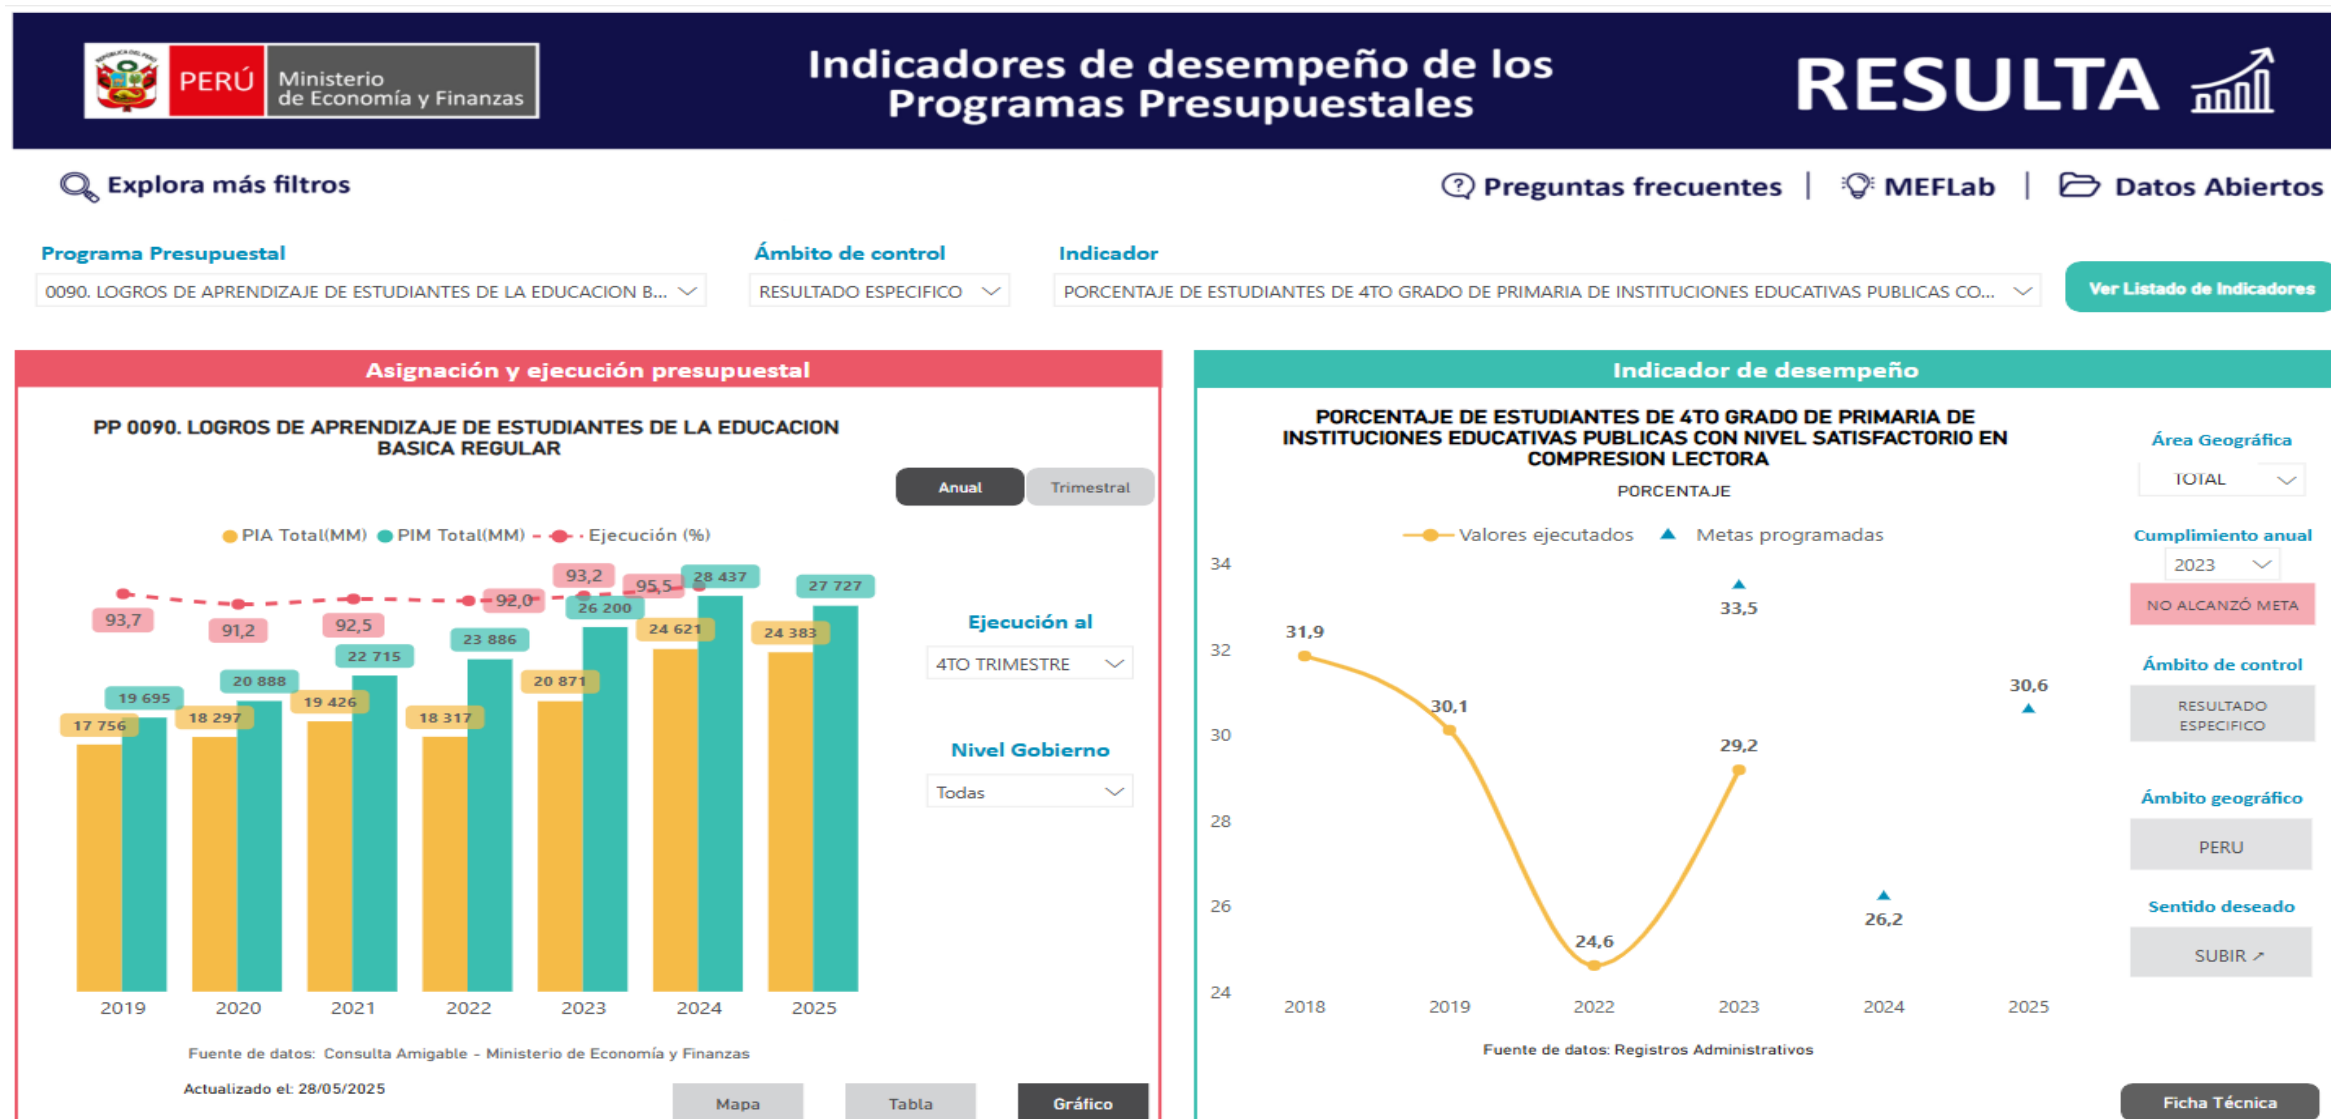 REPÚBLICA DEL PERÚ
PERÚ
Ministerio
de Economía y Finanzas
Indicadores de desempeño de los
Programas Presupuestales
RESULTA
Explora más filtros
Preguntas frecuentes | MEFLab | Datos Abiertos
Programa Presupuestal
0090. LOGROS DE APRENDIZAJE DE ESTUDIANTES DE LA EDUCACION B...
Ámbito de control
RESULTADO ESPECIFICO
Indicador
PORCENTAJE DE ESTUDIANTES DE 4TO GRADO DE PRIMARIA DE INSTITUCIONES EDUCATIVAS PUBLICAS CO...
Ver Listado de Indicadores
Asignación y ejecución presupuestal
PP 0090. LOGROS DE APRENDIZAJE DE ESTUDIANTES DE LA EDUCACION
BASICA REGULAR
Anual
Trimestral
PIA Total(MM) PIM Total(MM) Ejecución (%)
93,7
91,2
92,5
92,0
93,2
95,5
17 756
19 695
18 297
20 888
19 426
22 715
18 317
23 886
20 871
26 200
24 621
28 437
24 383
27 727
2019 2020 2021 2022 2023 2024 2025
Ejecución al
4TO TRIMESTRE
Nivel Gobierno
Todas
Fuente de datos: Consulta Amigable - Ministerio de Economía y Finanzas
Actualizado el: 28/05/2025
Mapa
Tabla
Gráfico
Indicador de desempeño
PORCENTAJE DE ESTUDIANTES DE 4TO GRADO DE PRIMARIA DE
INSTITUCIONES EDUCATIVAS PUBLICAS CON NIVEL SATISFACTORIO EN
COMPRESION LECTORA
PORCENTAJE
Valores ejecutados Metas programadas
34
32
30
28
26
24
31,9
30,1
24,6
29,2
33,5
26,2
30,6
2018 2019 2022 2023 2024 2025
Fuente de datos: Registros Administrativos
Área Geográfica
TOTAL
Cumplimiento anual
2023
NO ALCANZÓ META
Ámbito de control
RESULTADO
ESPECIFICO
Ámbito geográfico
PERU
Sentido deseado
SUBIR ↗
Ficha Técnica